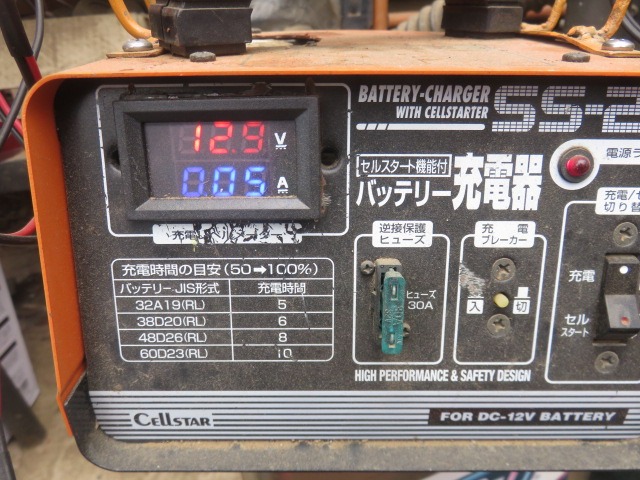 BATTERY-CHARGER
WITH CELLSTARTER
SS-2
12.9 V
0.05 A
セルスタート機能付
バッテリー充電器
電源ラ
充電
充電時間の目安(50➡100%)
バッテリーJIS形式 充電時間
32A19(RL) 5
38D20(RL) 6
48D26(RL) 8
60D23(RL) 10
逆接保護
ヒューズ
ヒューズ
30A
充電
ブレーカー
入 切
充電/セ
切り替
充電
セル
スタート
HIGH PERFORMANCE & SAFETY DESIGN
CELLSTAR
FOR DC-12V BATTERY